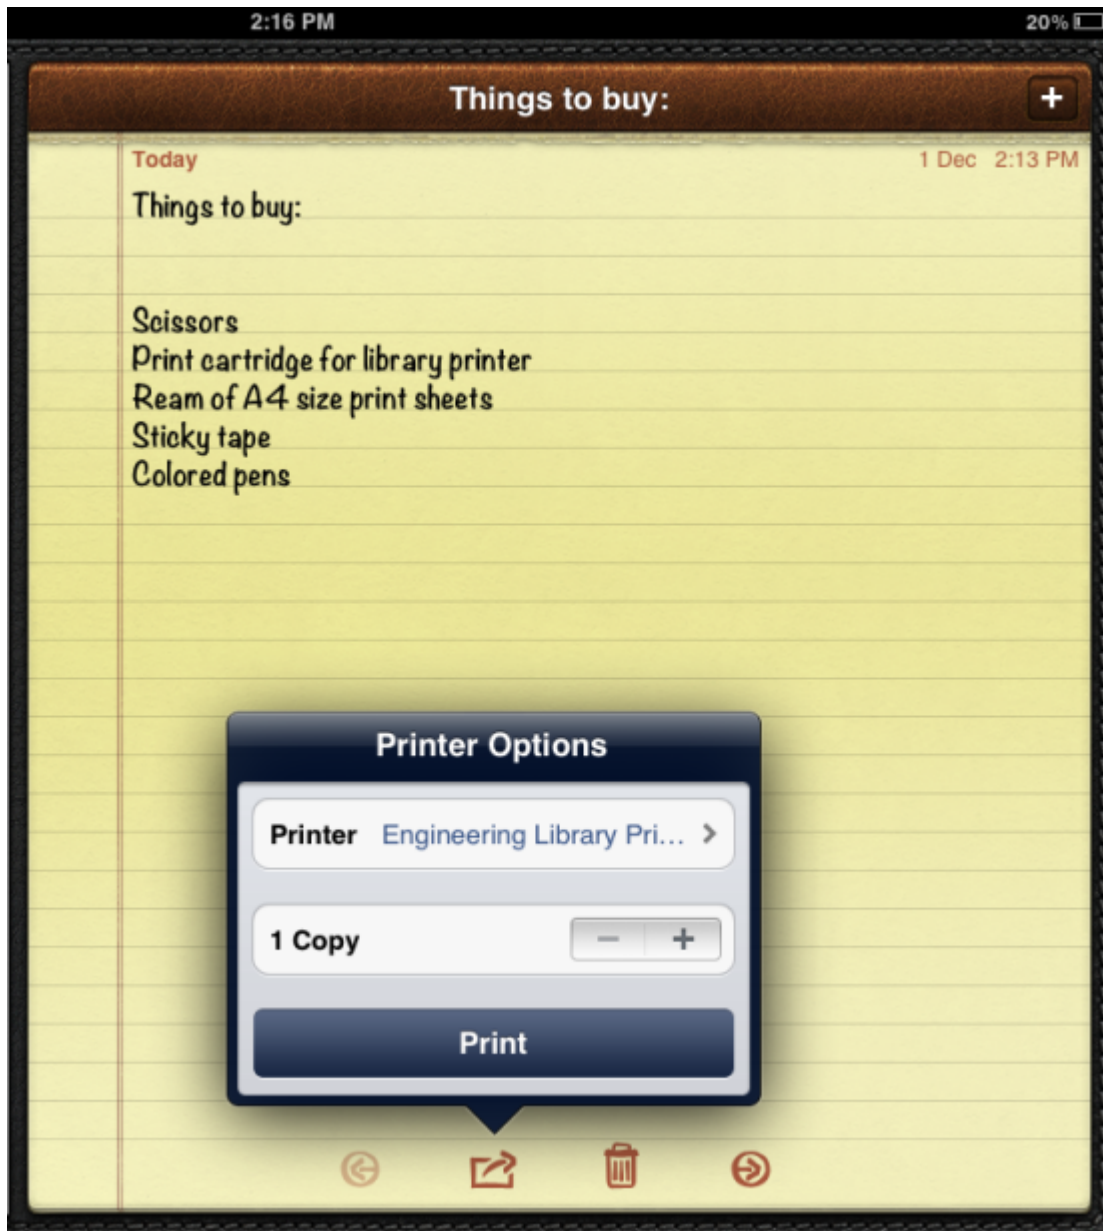 2:16 PM 20%
Things to buy: +
Today 1 Dec 2:13 PM
Things to buy:
Scissors
Print cartridge for library printer
Ream of A4 size print sheets
Sticky tape
Colored pens
Printer Options
Printer Engineering Library Pri...
1 Copy − +
Print